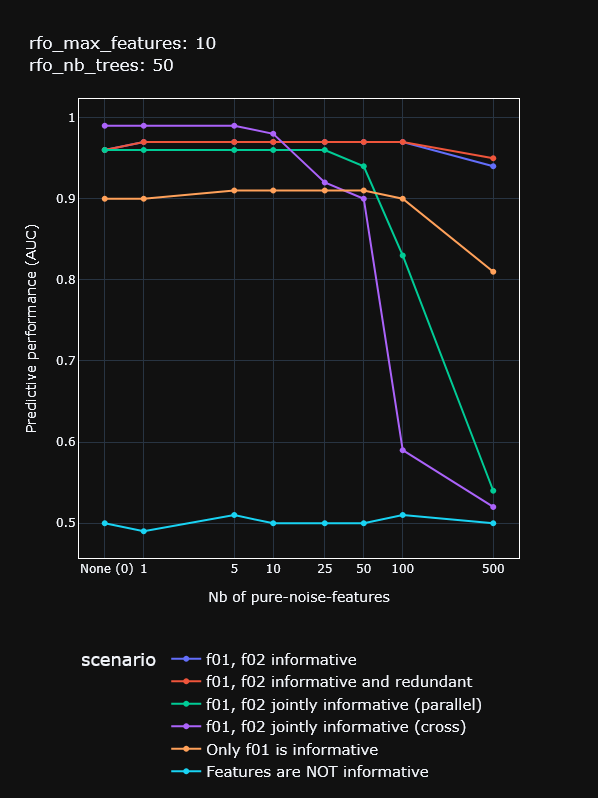 rfo_max_features: 10
rfo_nb_trees: 50
1
0.9
0.8
0.7
0.6
0.5
Predictive performance (AUC)
None (0) 1 5 10 25 50 100 500
Nb of pure-noise-features
scenario
f01, f02 informative
f01, f02 informative and redundant
f01, f02 jointly informative (parallel)
f01, f02 jointly informative (cross)
Only f01 is informative
Features are NOT informative